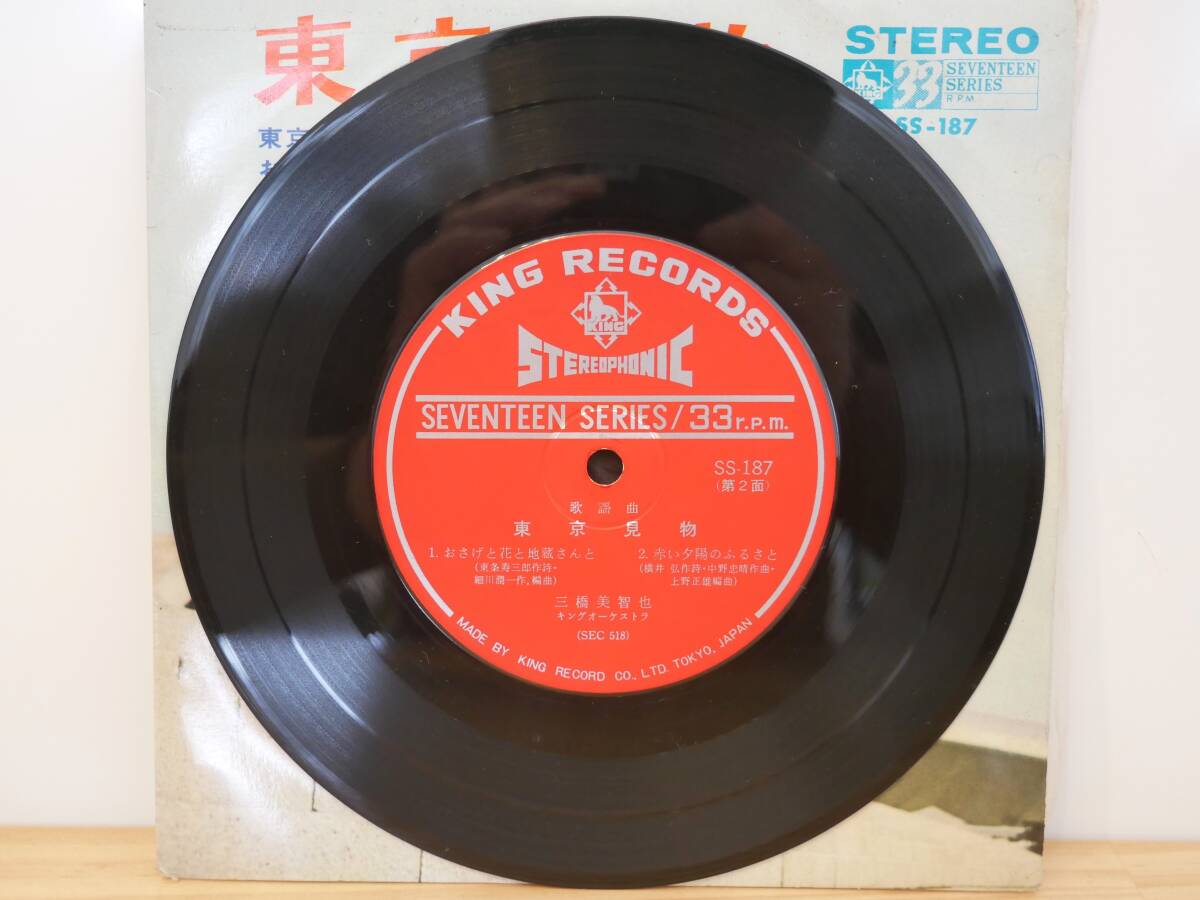 東京
STEREO
KING 33 SEVENTEEN
SERIES
R.P.M.
SS-187
東京
KING RECORDS
KING
STEREOPHONIC
SEVENTEEN SERIES/33r.p.m.
SS-187
(第2面)
歌謡曲
東京見物
1. おさげと花と地蔵さんと
(東条寿三郎作詩・
細川潤一作,編曲)
2. 赤い夕陽のふるさと
(横井 弘作詩・中野忠晴作曲・
上野正雄編曲)
三橋美智也
キングオーケストラ
(SEC 518)
MADE BY KING RECORD CO., LTD. TOKYO, JAPAN